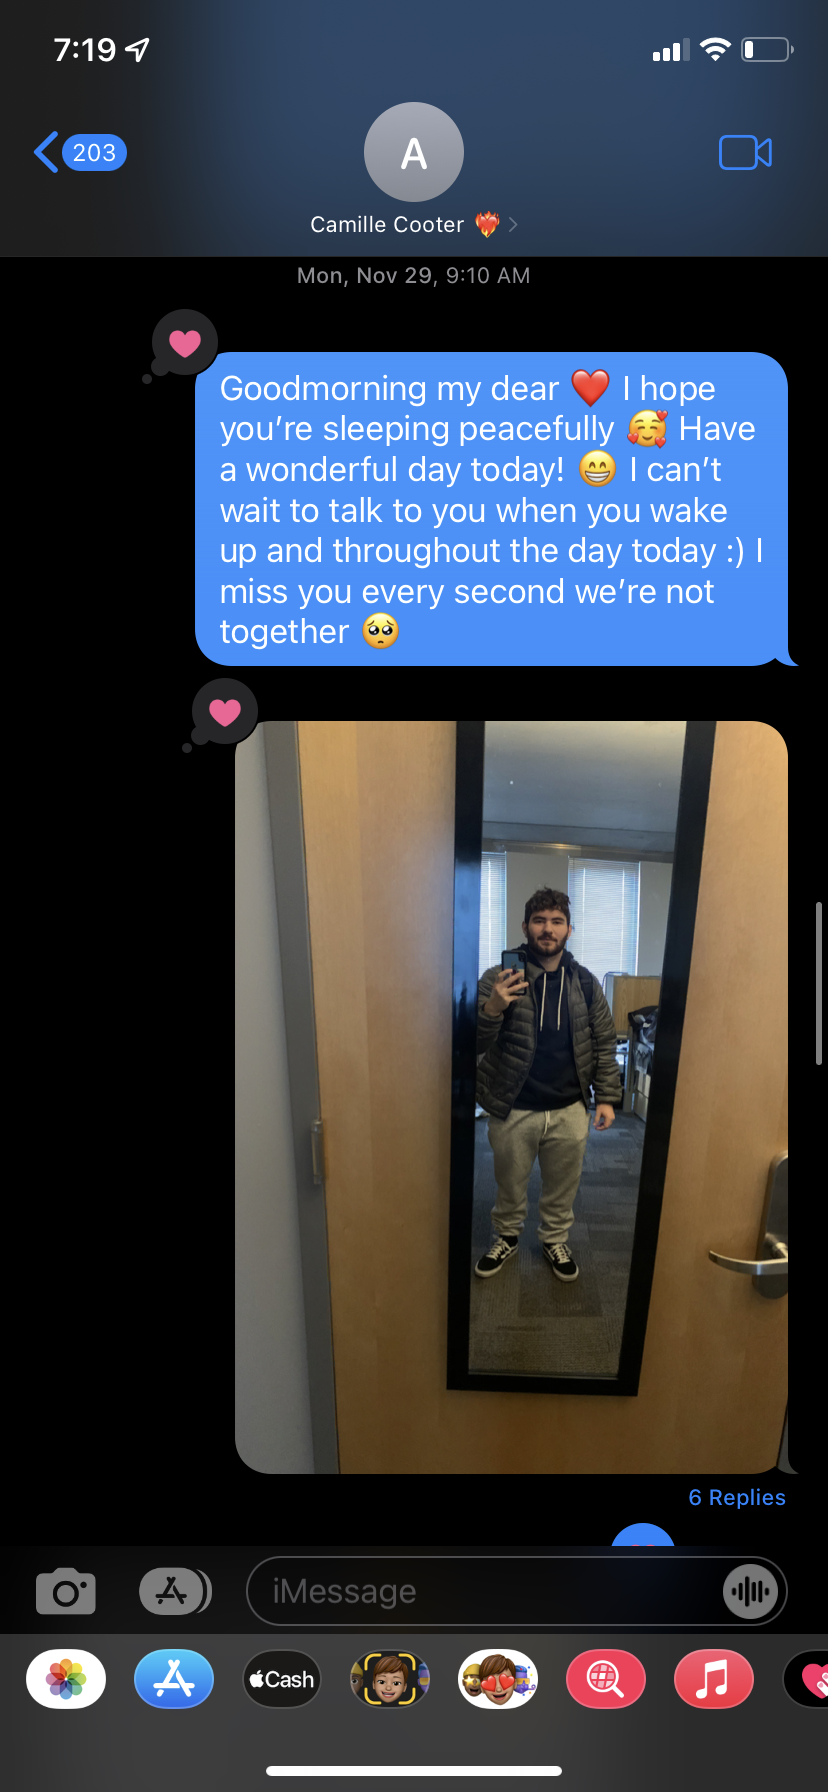 7:19
203
A
Camille Cooter ❤️‍🔥
Mon, Nov 29, 9:10 AM
Goodmorning my dear ❤️ I hope
you’re sleeping peacefully 🥰 Have
a wonderful day today! 😁 I can’t
wait to talk to you when you wake
up and throughout the day today :) I
miss you every second we’re not
together 🥺
6 Replies
iMessage
Cash